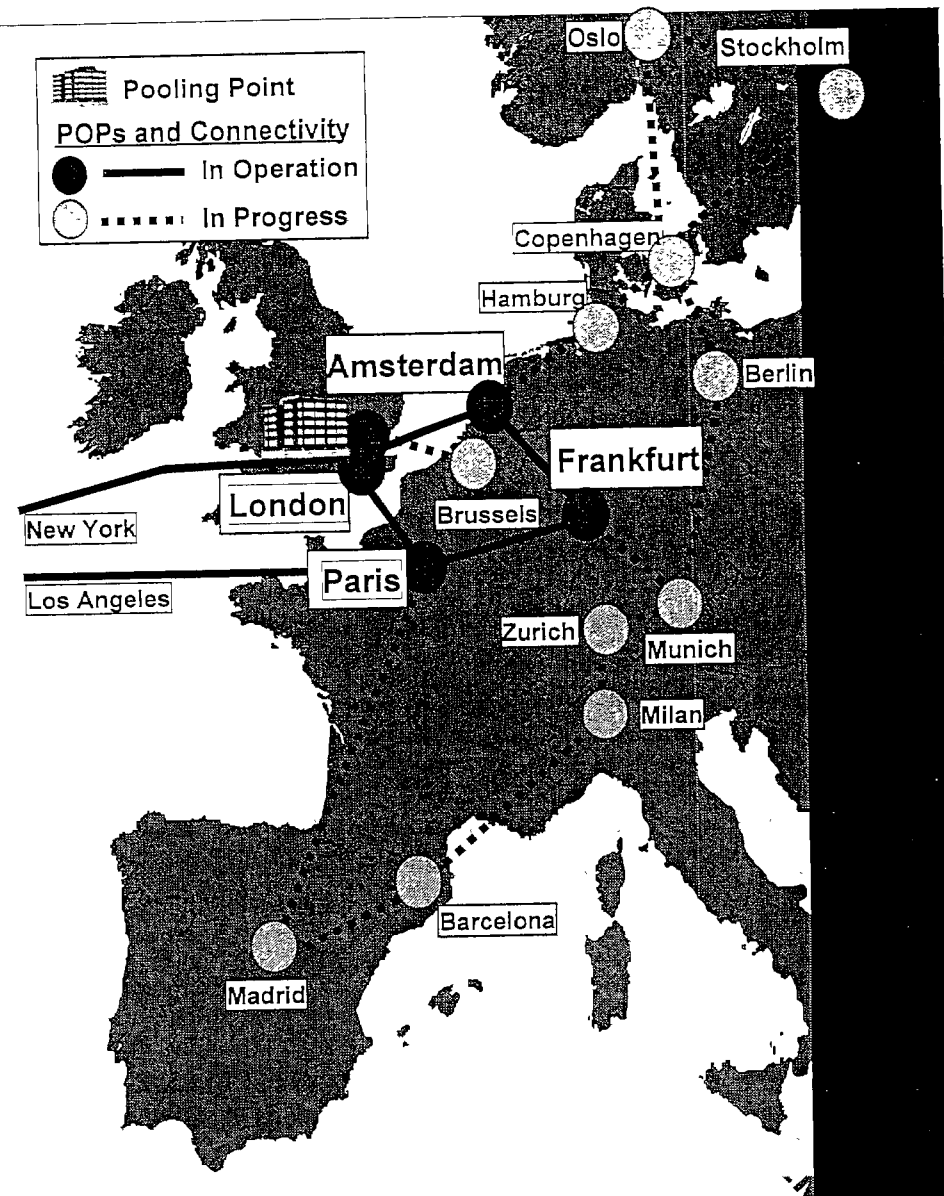 Oslo
Stockholm
Pooling Point
POPs and Connectivity
In Operation
In Progress
Copenhagen
Hamburg
Amsterdam
Berlin
Frankfurt
London
Brussels
New York
Paris
Los Angeles
Zurich
Munich
Milan
Barcelona
Madrid